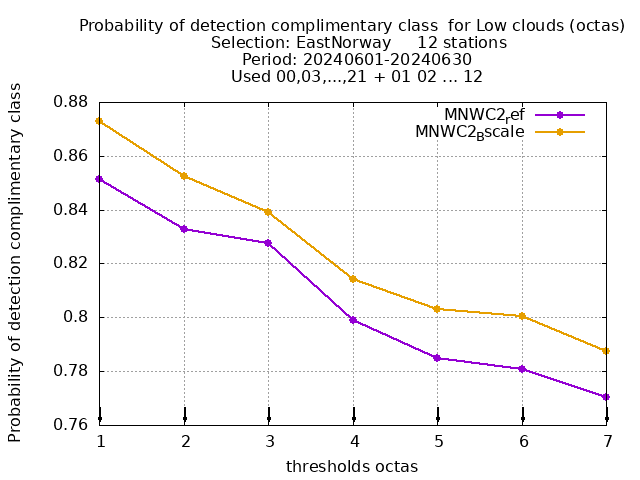 Probability of detection complimentary class  for Low clouds (octas)
Selection: EastNorway     12 stations
Period: 20240601-20240630
Used 00,03,...,21 + 01 02 ... 12
Probability of detection complimentary class
0.88
0.86
0.84
0.82
0.8
0.78
0.76
MNWC2ref
MNWC2Bscale
1 2 3 4 5 6 7
thresholds octas